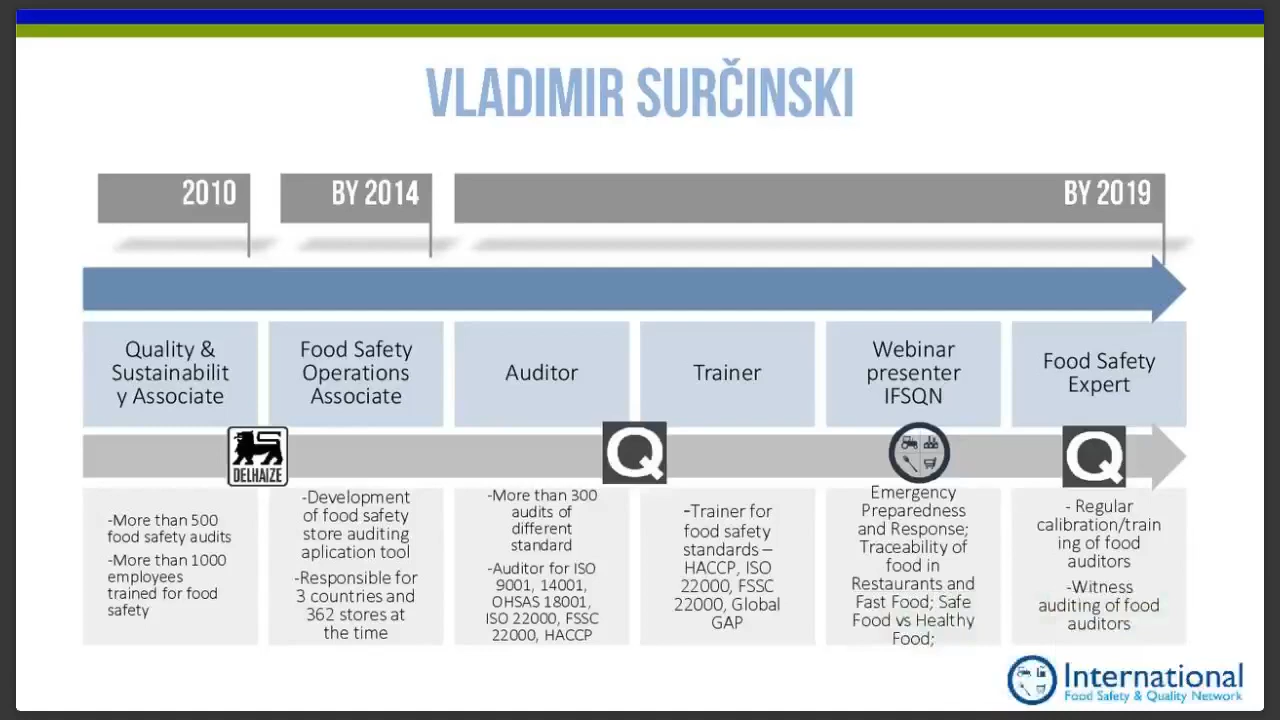 VLADIMIR SURČINSKI
2010
BY 2014
BY 2019
Quality &
Sustainabilit
y Associate
Food Safety
Operations
Associate
Auditor
Trainer
Webinar
presenter
IFSQN
Food Safety
Expert
DELHAIZE
Q
Q
-More than 500
food safety audits
-More than 1000
employees
trained for food
safety
-Development
of food safety
store auditing
aplication tool
-Responsible for
3 countries and
362 stores at
the time
-More than 300
audits of
different
standard
-Auditor for ISO
9001, 14001,
OHSAS 18001,
ISO 22000, FSSC
22000, HACCP
-Trainer for
food safety
standards –
HACCP, ISO
22000, FSSC
22000, Global
GAP
Emergency
Preparedness
and Response;
Traceability of
food in
Restaurants and
Fast Food; Safe
Food vs Healthy
Food;
- Regular
calibration/train
ing of food
auditors
-Witness
auditing of food
auditors
International
Food Safety & Quality Network